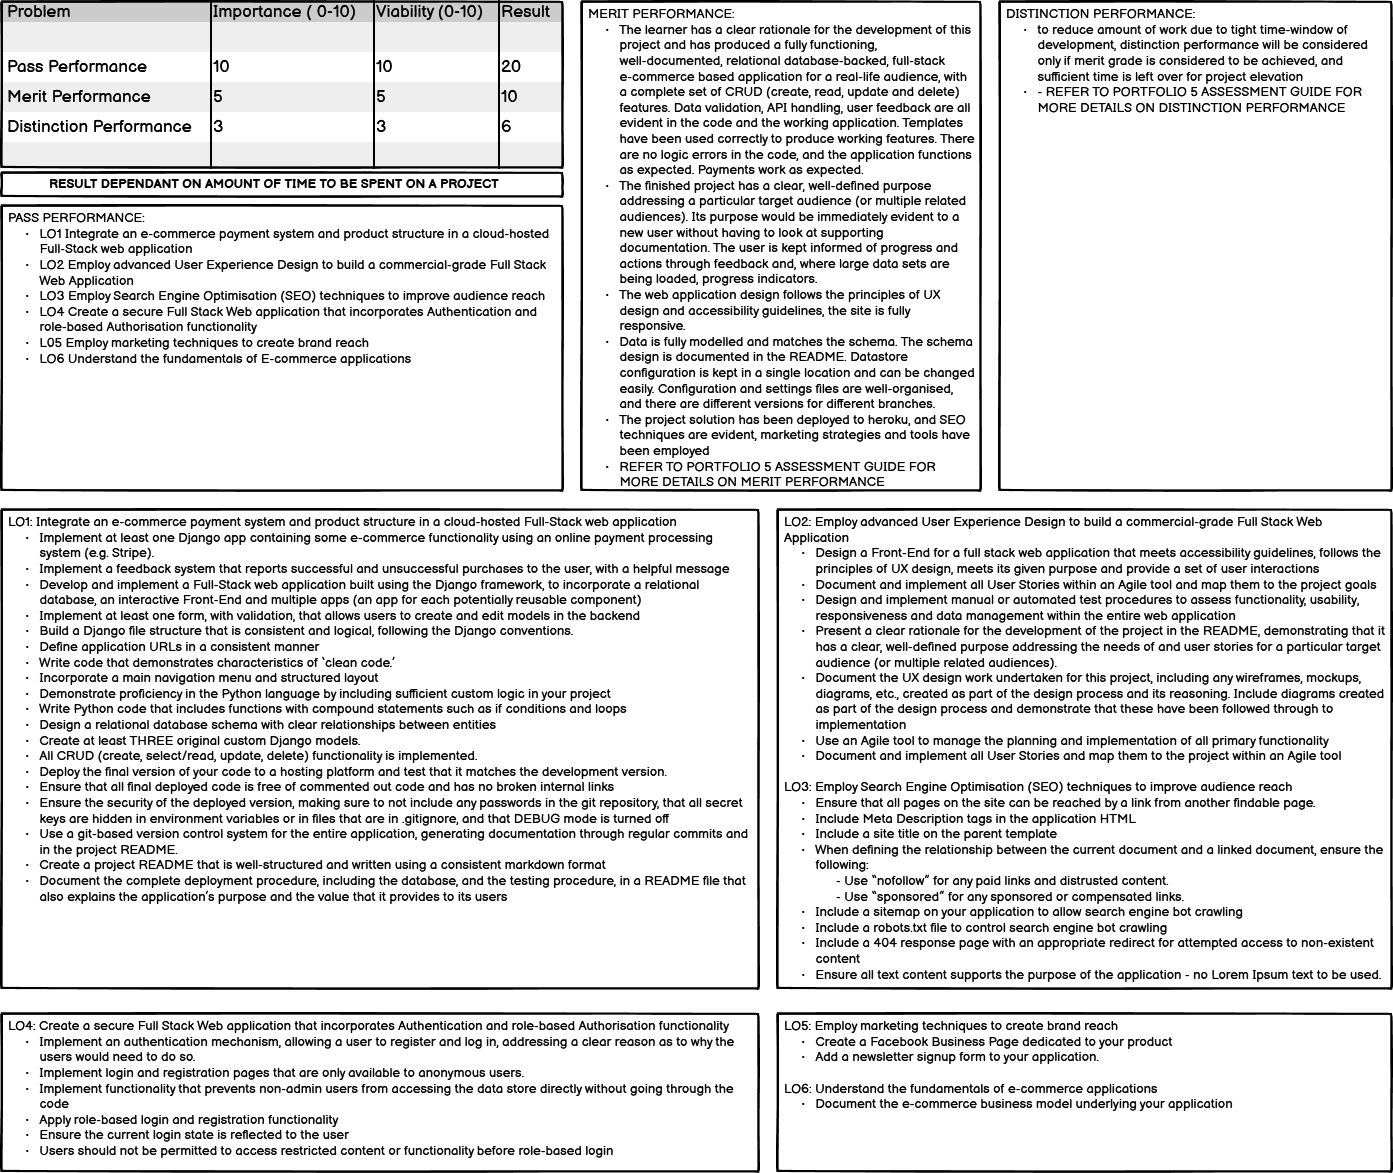 Problem Importance ( 0-10) Viability (0-10) Result
Pass Performance 10 10 20
Merit Performance 5 5 10
Distinction Performance 3 3 6
RESULT DEPENDANT ON AMOUNT OF TIME TO BE SPENT ON A PROJECT
PASS PERFORMANCE:
· LO1 Integrate an e-commerce payment system and product structure in a cloud-hosted
Full-Stack web application
· LO2 Employ advanced User Experience Design to build a commercial-grade Full Stack
Web Application
· LO3 Employ Search Engine Optimisation (SEO) techniques to improve audience reach
· LO4 Create a secure Full Stack Web application that incorporates Authentication and
role-based Authorisation functionality
· L05 Employ marketing techniques to create brand reach
· LO6 Understand the fundamentals of E-commerce applications
MERIT PERFORMANCE:
· The learner has a clear rationale for the development of this
project and has produced a fully functioning,
well-documented, relational database-backed, full-stack
e-commerce based application for a real-life audience, with
a complete set of CRUD (create, read, update and delete)
features. Data validation, API handling, user feedback are all
evident in the code and the working application. Templates
have been used correctly to produce working features. There
are no logic errors in the code, and the application functions
as expected. Payments work as expected.
· The finished project has a clear, well-defined purpose
addressing a particular target audience (or multiple related
audiences). Its purpose would be immediately evident to a
new user without having to look at supporting
documentation. The user is kept informed of progress and
actions through feedback and, where large data sets are
being loaded, progress indicators.
· The web application design follows the principles of UX
design and accessibility guidelines, the site is fully
responsive.
· Data is fully modelled and matches the schema. The schema
design is documented in the README. Datastore
configuration is kept in a single location and can be changed
easily. Configuration and settings files are well-organised,
and there are different versions for different branches.
· The project solution has been deployed to heroku, and SEO
techniques are evident, marketing strategies and tools have
been employed
· REFER TO PORTFOLIO 5 ASSESSMENT GUIDE FOR
MORE DETAILS ON MERIT PERFORMANCE
DISTINCTION PERFORMANCE:
· to reduce amount of work due to tight time-window of
development, distinction performance will be considered
only if merit grade is considered to be achieved, and
sufficient time is left over for project elevation
· - REFER TO PORTFOLIO 5 ASSESSMENT GUIDE FOR
MORE DETAILS ON DISTINCTION PERFORMANCE
LO1: Integrate an e-commerce payment system and product structure in a cloud-hosted Full-Stack web application
· Implement at least one Django app containing some e-commerce functionality using an online payment processing
system (e.g. Stripe).
· Implement a feedback system that reports successful and unsuccessful purchases to the user, with a helpful message
· Develop and implement a Full-Stack web application built using the Django framework, to incorporate a relational
database, an interactive Front-End and multiple apps (an app for each potentially reusable component)
· Implement at least one form, with validation, that allows users to create and edit models in the backend
· Build a Django file structure that is consistent and logical, following the Django conventions.
· Define application URLs in a consistent manner
· Write code that demonstrates characteristics of 'clean code.'
· Incorporate a main navigation menu and structured layout
· Demonstrate proficiency in the Python language by including sufficient custom logic in your project
· Write Python code that includes functions with compound statements such as if conditions and loops
· Design a relational database schema with clear relationships between entities
· Create at least THREE original custom Django models.
· All CRUD (create, select/read, update, delete) functionality is implemented.
· Deploy the final version of your code to a hosting platform and test that it matches the development version.
· Ensure that all final deployed code is free of commented out code and has no broken internal links
· Ensure the security of the deployed version, making sure to not include any passwords in the git repository, that all secret
keys are hidden in environment variables or in files that are in .gitignore, and that DEBUG mode is turned off
· Use a git-based version control system for the entire application, generating documentation through regular commits and
in the project README.
· Create a project README that is well-structured and written using a consistent markdown format
· Document the complete deployment procedure, including the database, and the testing procedure, in a README file that
also explains the application's purpose and the value that it provides to its users
LO2: Employ advanced User Experience Design to build a commercial-grade Full Stack Web
Application
· Design a Front-End for a full stack web application that meets accessibility guidelines, follows the
principles of UX design, meets its given purpose and provide a set of user interactions
· Document and implement all User Stories within an Agile tool and map them to the project goals
· Design and implement manual or automated test procedures to assess functionality, usability,
responsiveness and data management within the entire web application
· Present a clear rationale for the development of the project in the README, demonstrating that it
has a clear, well-defined purpose addressing the needs of and user stories for a particular target
audience (or multiple related audiences).
· Document the UX design work undertaken for this project, including any wireframes, mockups,
diagrams, etc., created as part of the design process and its reasoning. Include diagrams created
as part of the design process and demonstrate that these have been followed through to
implementation
· Use an Agile tool to manage the planning and implementation of all primary functionality
· Document and implement all User Stories and map them to the project within an Agile tool
LO3: Employ Search Engine Optimisation (SEO) techniques to improve audience reach
· Ensure that all pages on the site can be reached by a link from another findable page.
· Include Meta Description tags in the application HTML
· Include a site title on the parent template
· When defining the relationship between the current document and a linked document, ensure the
following:
- Use "nofollow" for any paid links and distrusted content.
- Use "sponsored" for any sponsored or compensated links.
· Include a sitemap on your application to allow search engine bot crawling
· Include a robots.txt file to control search engine bot crawling
· Include a 404 response page with an appropriate redirect for attempted access to non-existent
content
· Ensure all text content supports the purpose of the application - no Lorem Ipsum text to be used.
LO4: Create a secure Full Stack Web application that incorporates Authentication and role-based Authorisation functionality
· Implement an authentication mechanism, allowing a user to register and log in, addressing a clear reason as to why the
users would need to do so.
· Implement login and registration pages that are only available to anonymous users.
· Implement functionality that prevents non-admin users from accessing the data store directly without going through the
code
· Apply role-based login and registration functionality
· Ensure the current login state is reflected to the user
· Users should not be permitted to access restricted content or functionality before role-based login
LO5: Employ marketing techniques to create brand reach
· Create a Facebook Business Page dedicated to your product
· Add a newsletter signup form to your application.
LO6: Understand the fundamentals of e-commerce applications
· Document the e-commerce business model underlying your application